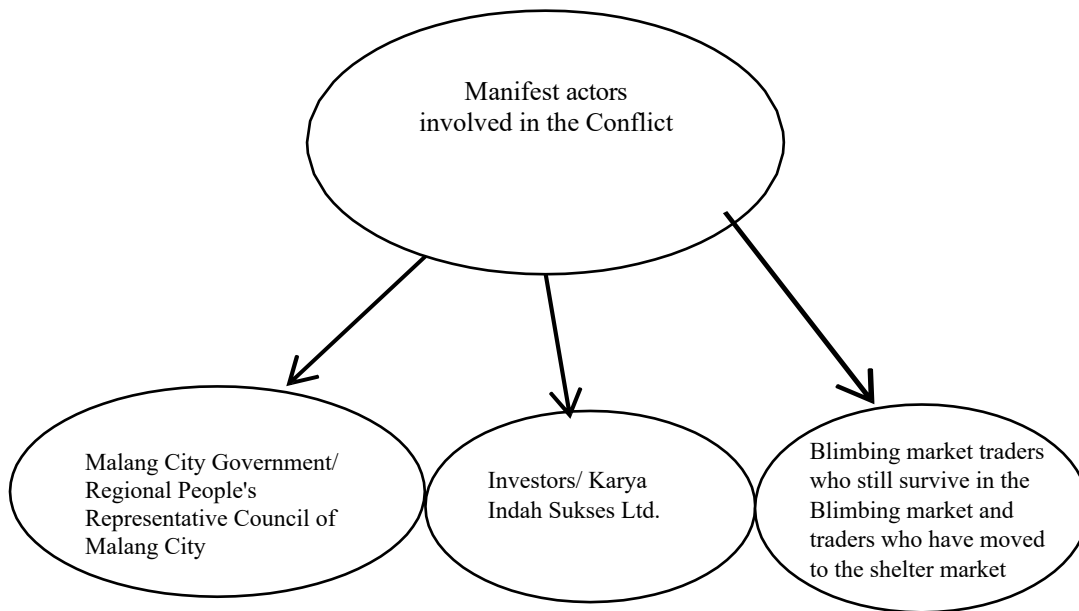 Manifest actors
involved in the Conflict
Malang City Government/
Regional People's
Representative Council of
Malang City
Investors/ Karya
Indah Sukses Ltd.
Blimbing market traders
who still survive in the
Blimbing market and
traders who have moved
to the shelter market